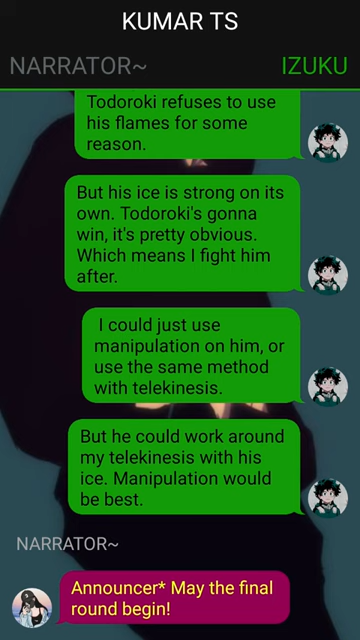 KUMAR TS
NARRATOR~ IZUKU
Todoroki refuses to use
his flames for some
reason.
But his ice is strong on its
own. Todoroki's gonna
win, it's pretty obvious.
Which means I fight him
after.
I could just use
manipulation on him, or
use the same method
with telekinesis.
But he could work around
my telekinesis with his
ice. Manipulation would
be best.
NARRATOR~
Announcer* May the final
round begin!